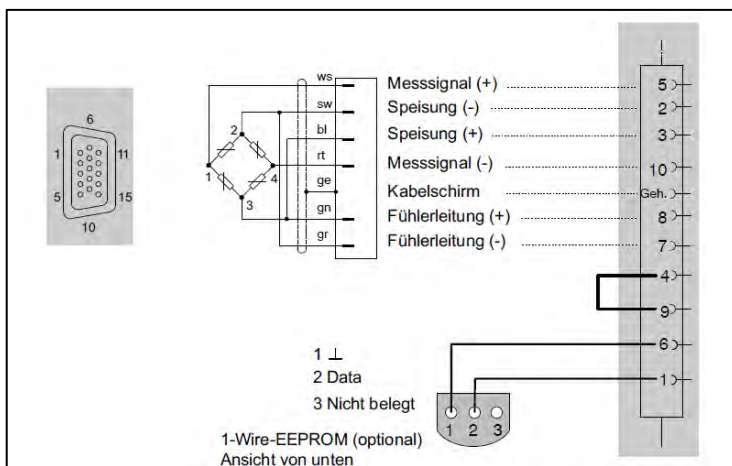 6
1
11
5
15
10
2
1
4
3
ws
sw
bl
rt
ge
gn
gr
Messsignal (+)
Speisung (-)
Speisung (+)
Messsignal (-)
Kabelschirm
Fühlerleitung (+)
Fühlerleitung (-)
5
2
3
10
Geh.
8
7
4
9
6
1
1 ⊥
2 Data
3 Nicht belegt
1 2 3
1-Wire-EEPROM (optional)
Ansicht von unten